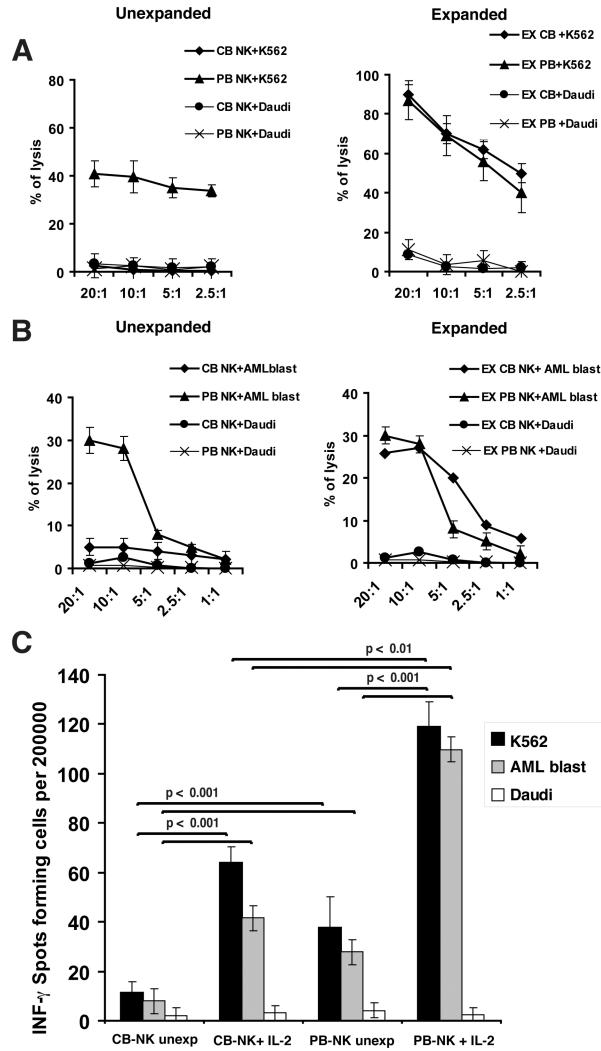 A
Unexpanded
CB NK+K562
PB NK+K562
CB NK+Daudi
PB NK+Daudi
% of lysis
80
60
40
20
0
20:1 10:1 5:1 2.5:1
Expanded
EX CB +K562
EX PB+K562
EX CB+Daudi
EX PB +Daudi
% of lysis
100
80
60
40
20
0
20:1 10:1 5:1 2.5:1
B
Unexpanded
CB NK+AMLblast
PB NK+AML blast
CB NK+Daudi
PB NK+Daudi
% of lysis
40
30
20
10
0
20:1 10:1 5:1 2.5:1 1:1
Expanded
EX CB NK+ AML blast
EX PB NK+AML blast
EX CB NK+Daudi
EX PB NK +Daudi
% of lysis
40
30
20
10
0
20:1 10:1 5:1 2.5:1 1:1
C
INF-γ Spots forming cells per 200000
140
120
100
80
60
40
20
0
p < 0.01
p < 0.001
p < 0.001
p < 0.001
K562
AML blast
Daudi
CB-NK unexp CB-NK+ IL-2 PB-NK unexp PB-NK + IL-2